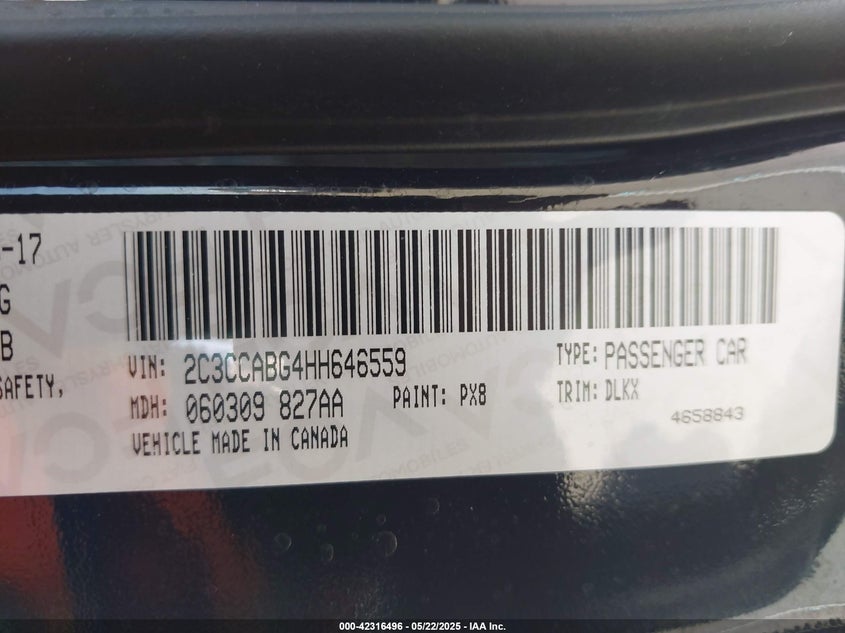 -17
G
B
SAFETY,
VIN: 2C3CCABG4HH646559
TYPE: PASSENGER CAR
MDH: 060309 827AA
PAINT: PX8
TRIM: DLKX
4658843
VEHICLE MADE IN CANADA
000-42316496 - 05/22/2025 - IAA Inc.